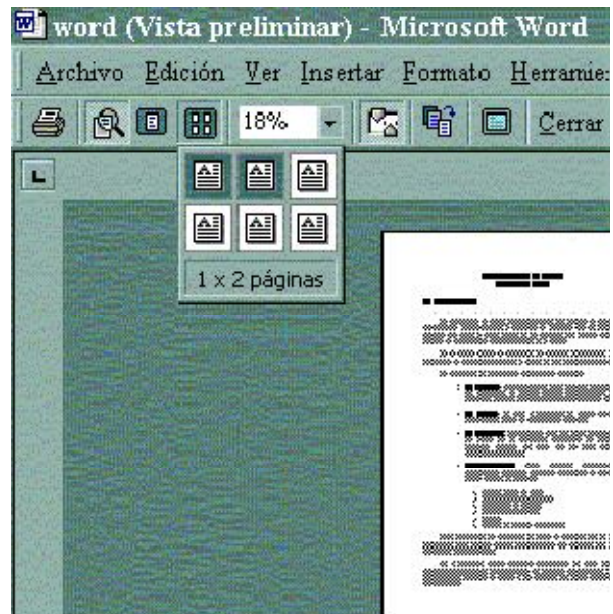 word (Vista preliminar) - Microsoft Word
Archivo Edición Ver Insertar Formato Herramie
18% Cerrar
1 x 2 páginas